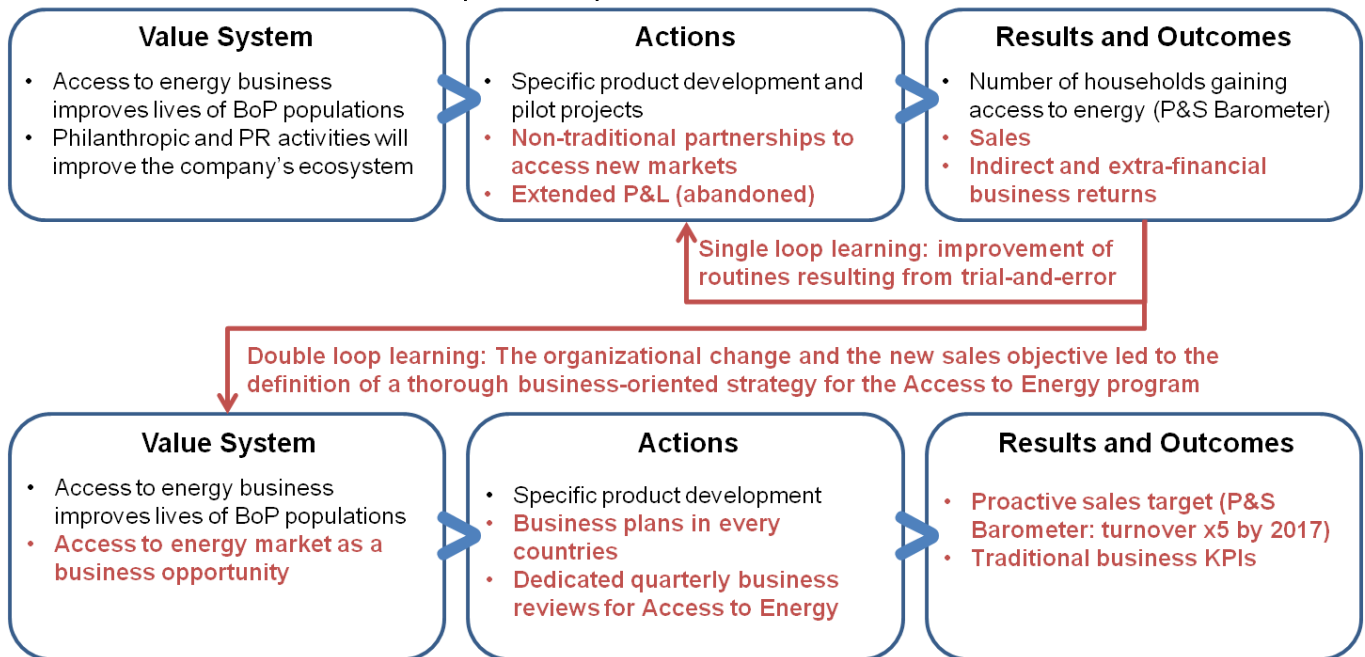 Value System
• Access to energy business
improves lives of BoP populations
• Philanthropic and PR activities will
improve the company's ecosystem
Actions
• Specific product development and
pilot projects
• Non-traditional partnerships to
access new markets
• Extended P&L (abandoned)
Results and Outcomes
• Number of households gaining
access to energy (P&S Barometer)
• Sales
• Indirect and extra-financial
business returns
Single loop learning: improvement of
routines resulting from trial-and-error
Double loop learning: The organizational change and the new sales objective led to the
definition of a thorough business-oriented strategy for the Access to Energy program
Value System
• Access to energy business
improves lives of BoP populations
• Access to energy market as a
business opportunity
Actions
• Specific product development
• Business plans in every
countries
• Dedicated quarterly business
reviews for Access to Energy
Results and Outcomes
• Proactive sales target (P&S
Barometer: turnover x5 by 2017)
• Traditional business KPIs